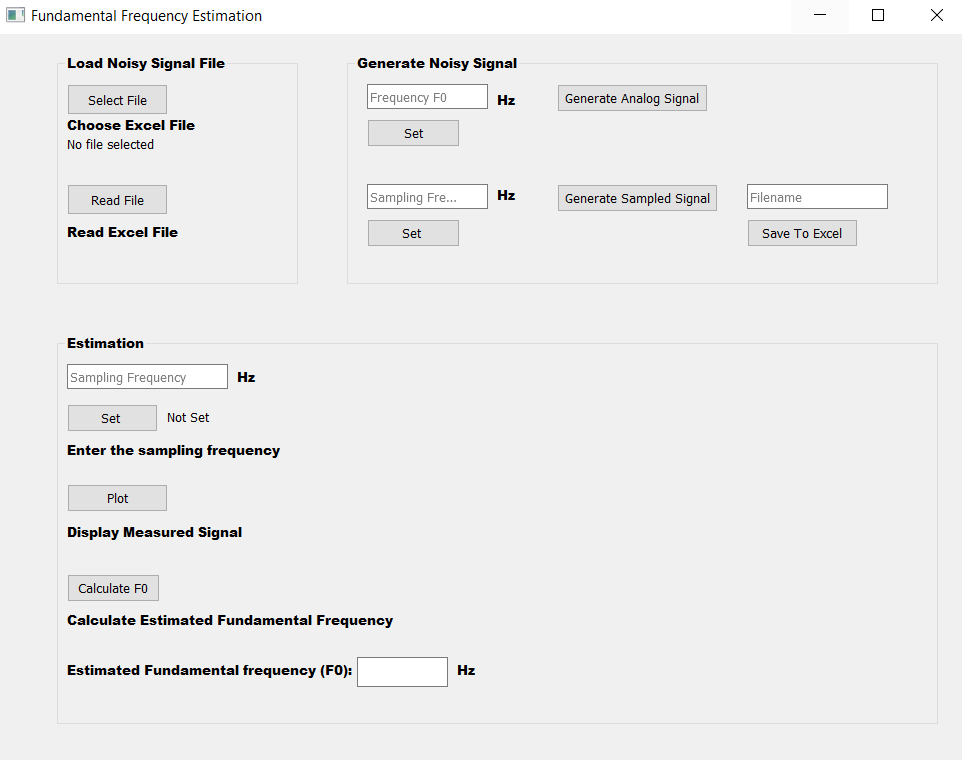 Fundamental Frequency Estimation
Load Noisy Signal File
Select File
Choose Excel File
No file selected
Read File
Read Excel File
Generate Noisy Signal
Frequency F0 Hz Generate Analog Signal
Set
Sampling Fre... Hz Generate Sampled Signal Filename
Set Save To Excel
Estimation
Sampling Frequency Hz
Set Not Set
Enter the sampling frequency
Plot
Display Measured Signal
Calculate F0
Calculate Estimated Fundamental Frequency
Estimated Fundamental frequency (F0): Hz